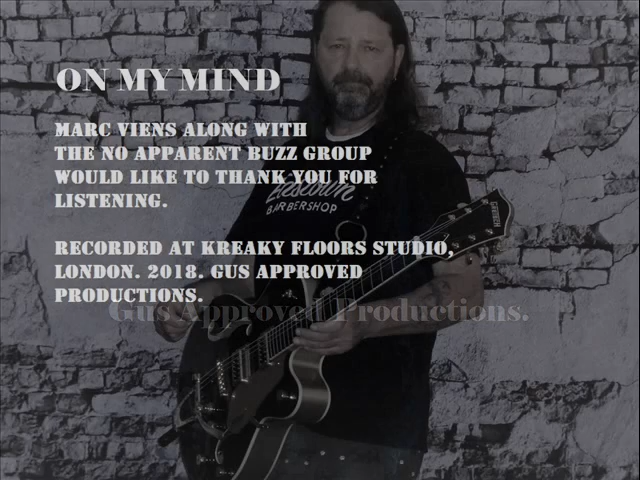 ON MY MIND
MARC VIENS ALONG WITH
THE NO APPARENT BUZZ GROUP
WOULD LIKE TO THANK YOU FOR
LISTENING.
BARBERSHOP
GRETSCH
RECORDED AT KREAKY FLOORS STUDIO,
LONDON. 2018. GUS APPROVED
PRODUCTIONS.
Gus Approved Productions.